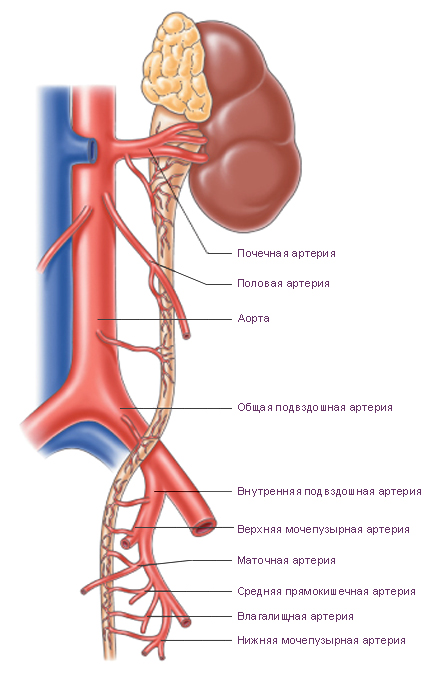 Почечная артерия
Половая артерия
Аорта
Общая подвздошная артерия
Внутренняя подвздошная артерия
Верхняя мочепузырная артерия
Маточная артерия
Средняя прямокишечная артерия
Влагалищная артерия
Нижняя мочепузырная артерия